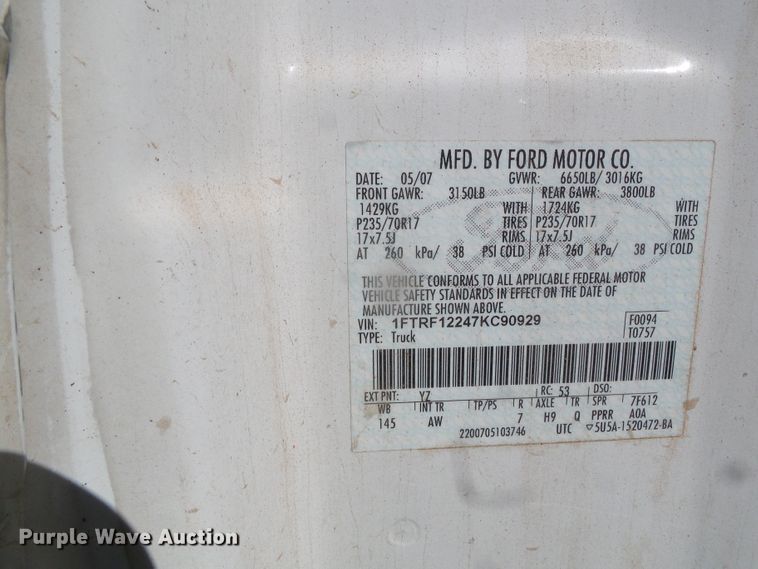 MFD. BY FORD MOTOR CO.
DATE: 05/07 GVWR: 6650LB/ 3016KG
FRONT GAWR: 3150LB REAR GAWR: 3800LB
1429KG WITH 1724KG WITH
P235/70R17 TIRES P235/70R17 TIRES
17x7.5J RIMS 17x7.5J RIMS
AT 260 kPa/ 38 PSI COLD AT 260 kPa/ 38 PSI COLD
THIS VEHICLE CONFORMS TO ALL APPLICABLE FEDERAL MOTOR
VEHICLE SAFETY STANDARDS IN EFFECT ON THE DATE OF
MANUFACTURE SHOWN ABOVE.
VIN: 1FTRF12247KC90929 F0094
TYPE: Truck T0757
EXT PNT: YZ RC: 53 DSO:
WB INT TR TP/PS R AXLE TR SPR 7F612
145 AW 7 H9 Q PPRR A0A
2200705103746 UTC ▽5U5A-1520472-BA
Purple Wave Auction